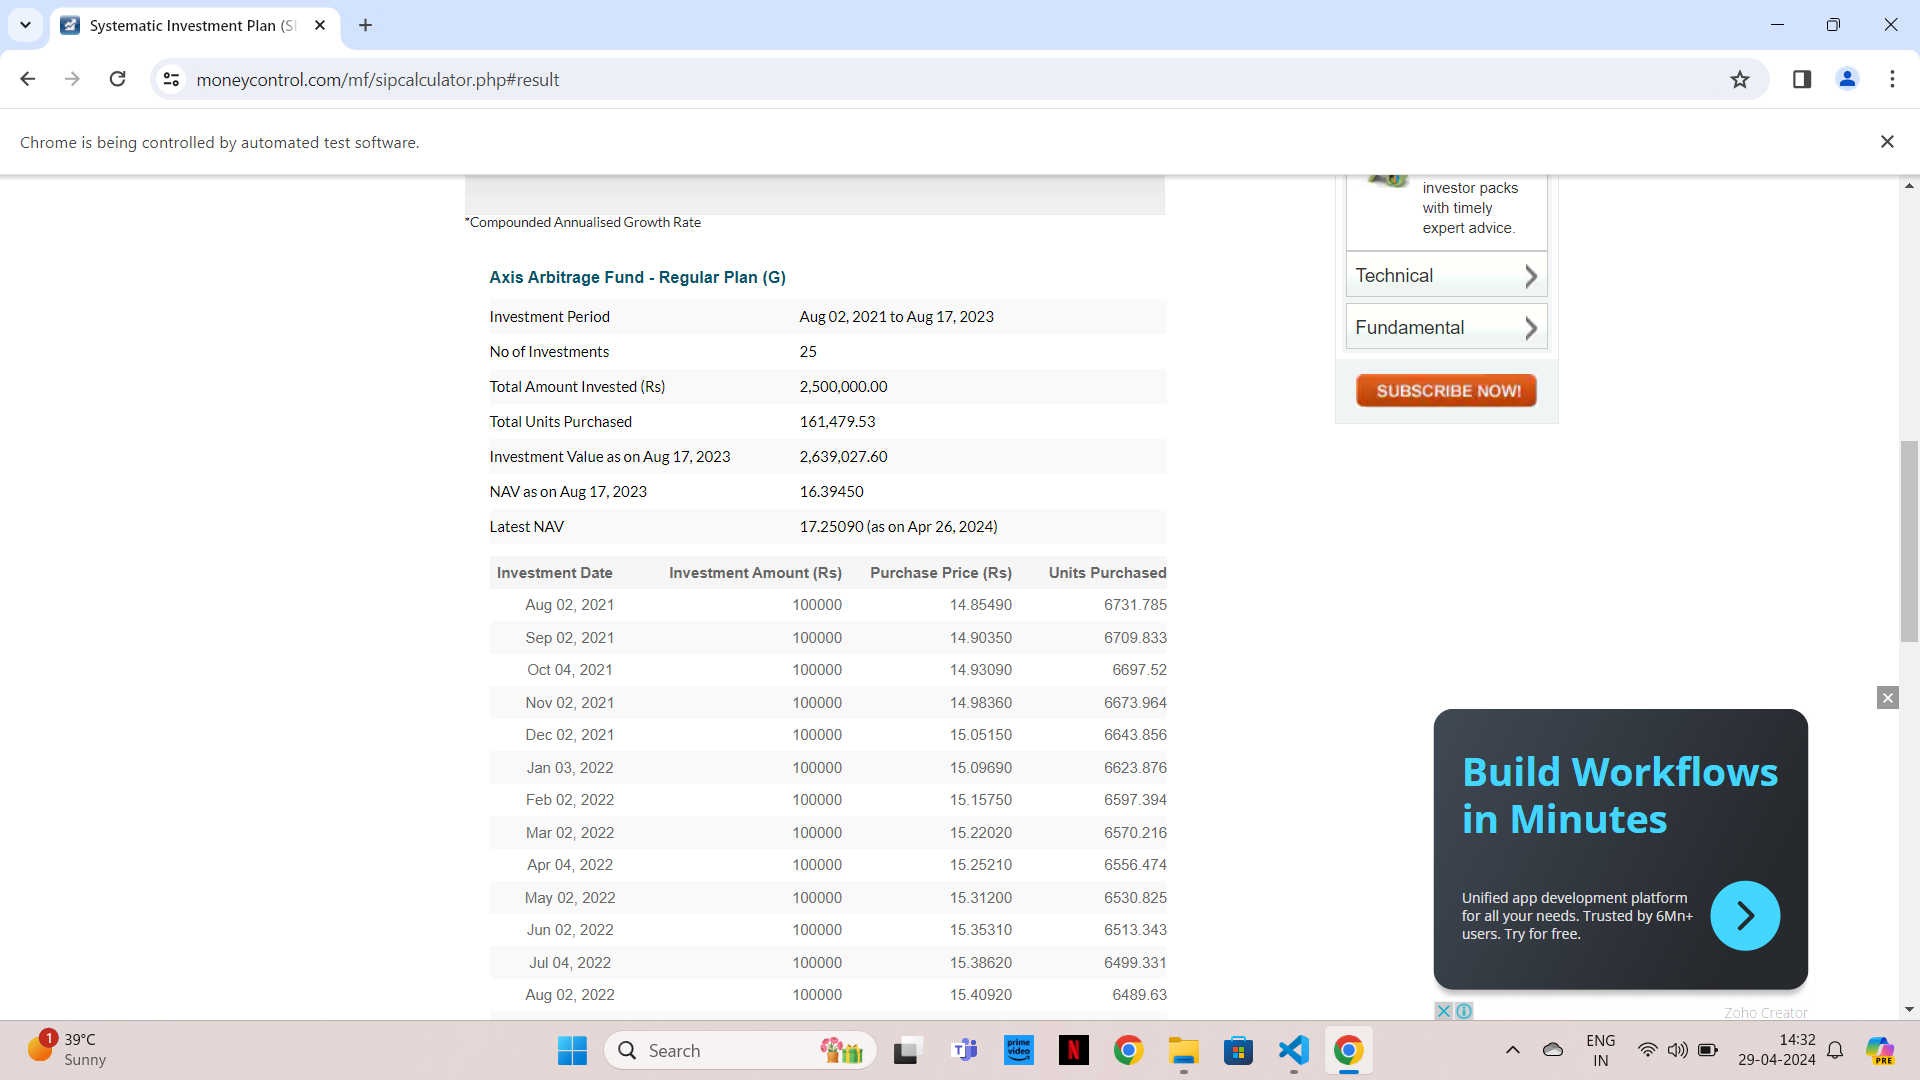 Systematic Investment Plan (SI
moneycontrol.com/mf/sipcalculator.php#result
Chrome is being controlled by automated test software.
*Compounded Annualised Growth Rate
Axis Arbitrage Fund - Regular Plan (G)
Investment Period Aug 02, 2021 to Aug 17, 2023
No of Investments 25
Total Amount Invested (Rs) 2,500,000.00
Total Units Purchased 161,479.53
Investment Value as on Aug 17, 2023 2,639,027.60
NAV as on Aug 17, 2023 16.39450
Latest NAV 17.25090 (as on Apr 26, 2024)
Investment Date Investment Amount (Rs) Purchase Price (Rs) Units Purchased
Aug 02, 2021 100000 14.85490 6731.785
Sep 02, 2021 100000 14.90350 6709.833
Oct 04, 2021 100000 14.93090 6697.52
Nov 02, 2021 100000 14.98360 6673.964
Dec 02, 2021 100000 15.05150 6643.856
Jan 03, 2022 100000 15.09690 6623.876
Feb 02, 2022 100000 15.15750 6597.394
Mar 02, 2022 100000 15.22020 6570.216
Apr 04, 2022 100000 15.25210 6556.474
May 02, 2022 100000 15.31200 6530.825
Jun 02, 2022 100000 15.35310 6513.343
Jul 04, 2022 100000 15.38620 6499.331
Aug 02, 2022 100000 15.40920 6489.63
investor packs
with timely
expert advice.
Technical
Fundamental
SUBSCRIBE NOW!
Build Workflows
in Minutes
Unified app development platform
for all your needs. Trusted by 6Mn+
users. Try for free.
Zoho Creator
1
39°C
Sunny
Search
prime
video
N
ENG
IN
14:32
29-04-2024
PRE